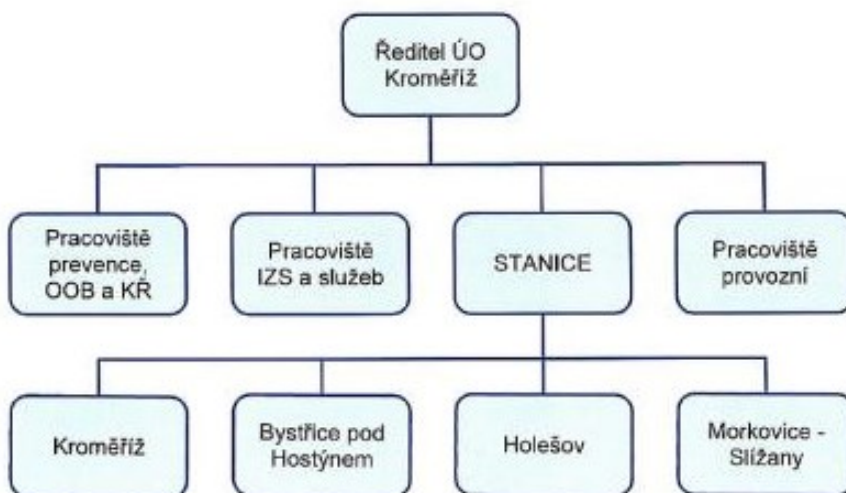 Ředitel ÚO
Kroměříž
Pracoviště
prevence,
OOB a KŘ
Pracoviště
IZS a služeb
STANICE
Pracoviště
provozní
Kroměříž
Bystřice pod
Hostýnem
Holešov
Morkovice -
Slížany